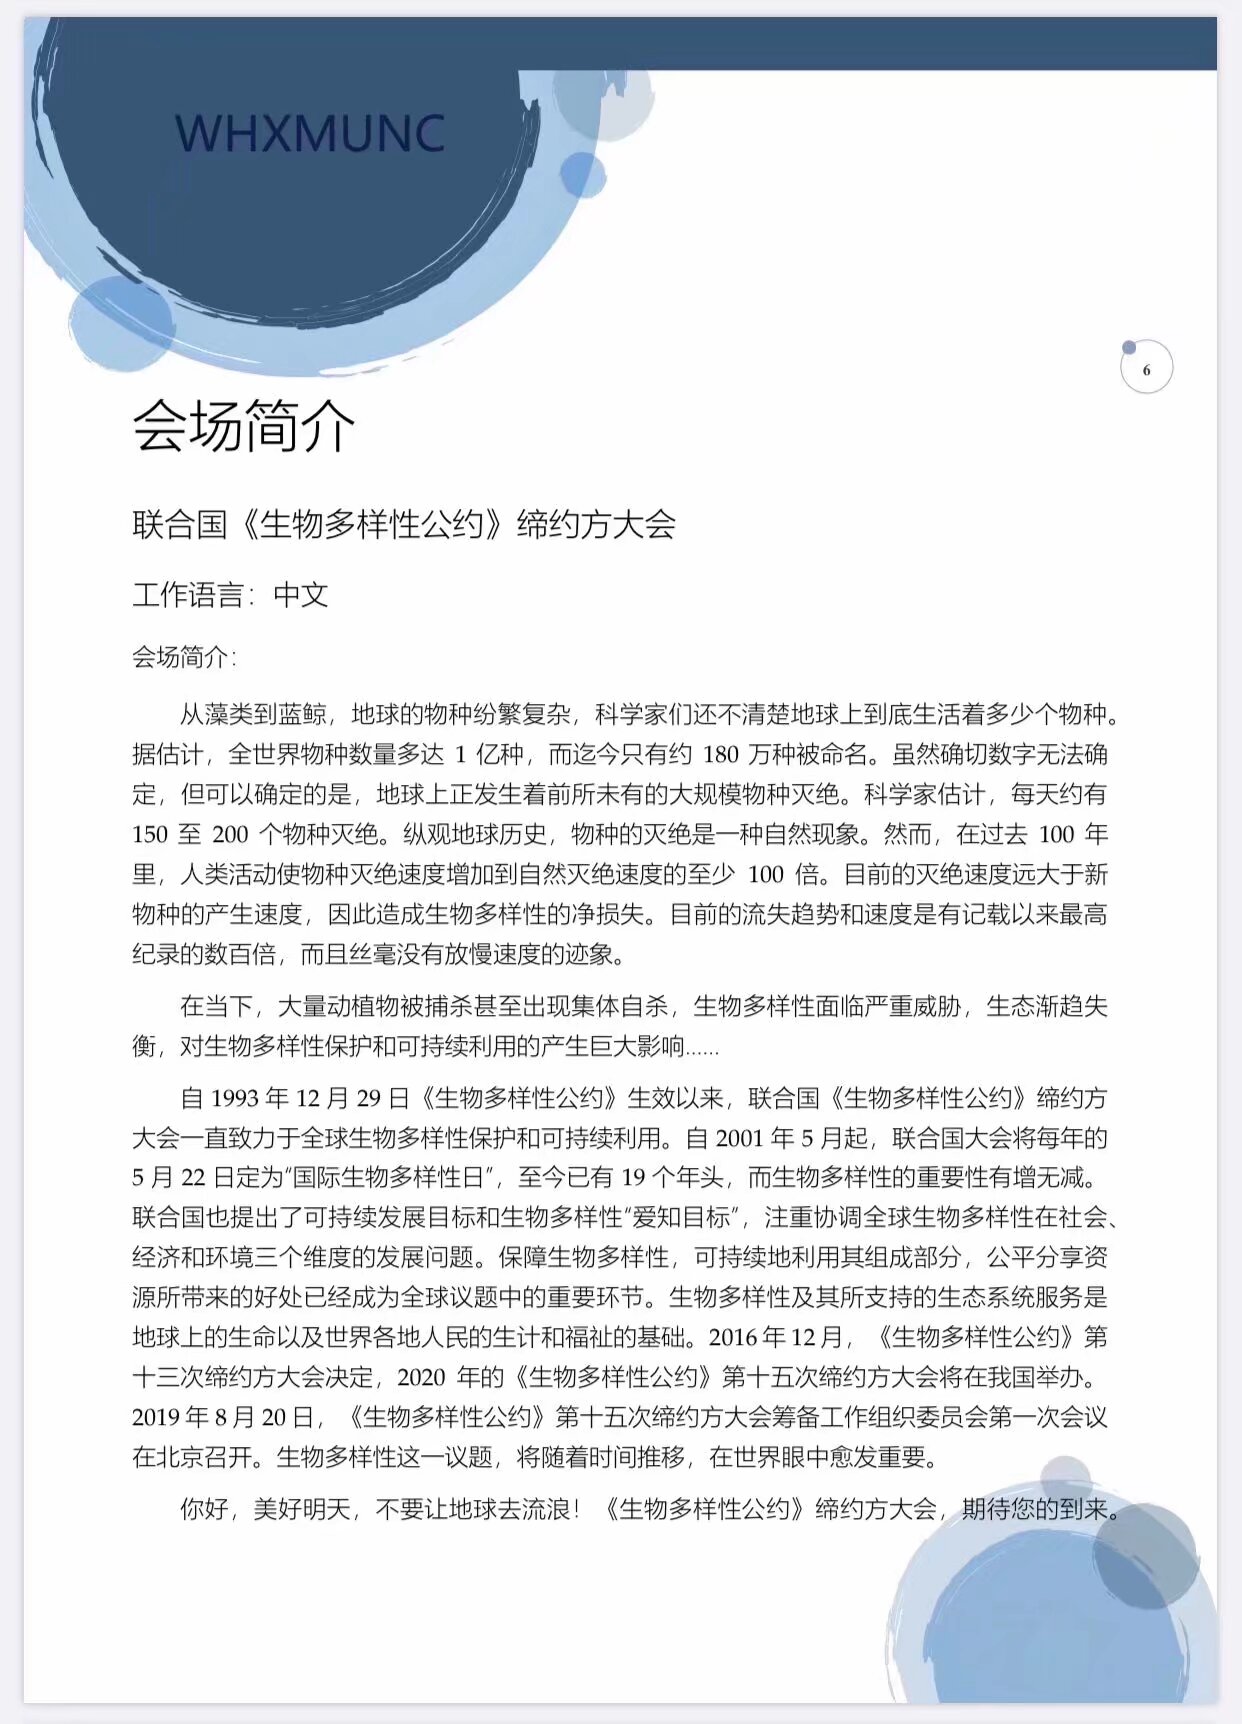 WHXMUNC
6
会场简介
联合国《生物多样性公约》缔约方大会
工作语言：中文
会场简介：
从藻类到蓝鲸，地球的物种纷繁复杂，科学家们还不清楚地球上到底生活着多少个物种。
据估计，全世界物种数量多达 1 亿种，而迄今只有约 180 万种被命名。虽然确切数字无法确
定，但可以确定的是，地球上正发生着前所未有的大规模物种灭绝。科学家估计，每天约有
150 至 200 个物种灭绝。纵观地球历史，物种的灭绝是一种自然现象。然而，在过去 100 年
里，人类活动使物种灭绝速度增加到自然灭绝速度的至少 100 倍。目前的灭绝速度远大于新
物种的产生速度，因此造成生物多样性的净损失。目前的流失趋势和速度是有记载以来最高
纪录的数百倍，而且丝毫没有放慢速度的迹象。
在当下，大量动植物被捕杀甚至出现集体自杀，生物多样性面临严重威胁，生态渐趋失
衡，对生物多样性保护和可持续利用的产生巨大影响......
自 1993 年 12 月 29 日《生物多样性公约》生效以来，联合国《生物多样性公约》缔约方
大会一直致力于全球生物多样性保护和可持续利用。自 2001 年 5 月起，联合国大会将每年的
5 月 22 日定为“国际生物多样性日”，至今已有 19 个年头，而生物多样性的重要性有增无减。
联合国也提出了可持续发展目标和生物多样性“爱知目标”，注重协调全球生物多样性在社会、
经济和环境三个维度的发展问题。保障生物多样性，可持续地利用其组成部分，公平分享资
源所带来的好处已经成为全球议题中的重要环节。生物多样性及其所支持的生态系统服务是
地球上的生命以及世界各地人民的生计和福祉的基础。2016 年 12 月，《生物多样性公约》第
十三次缔约方大会决定，2020 年的《生物多样性公约》第十五次缔约方大会将在我国举办。
2019 年 8 月 20 日，《生物多样性公约》第十五次缔约方大会筹备工作组织委员会第一次会议
在北京召开。生物多样性这一议题，将随着时间推移，在世界眼中愈发重要。
你好，美好明天，不要让地球去流浪！《生物多样性公约》缔约方大会，期待您的到来。